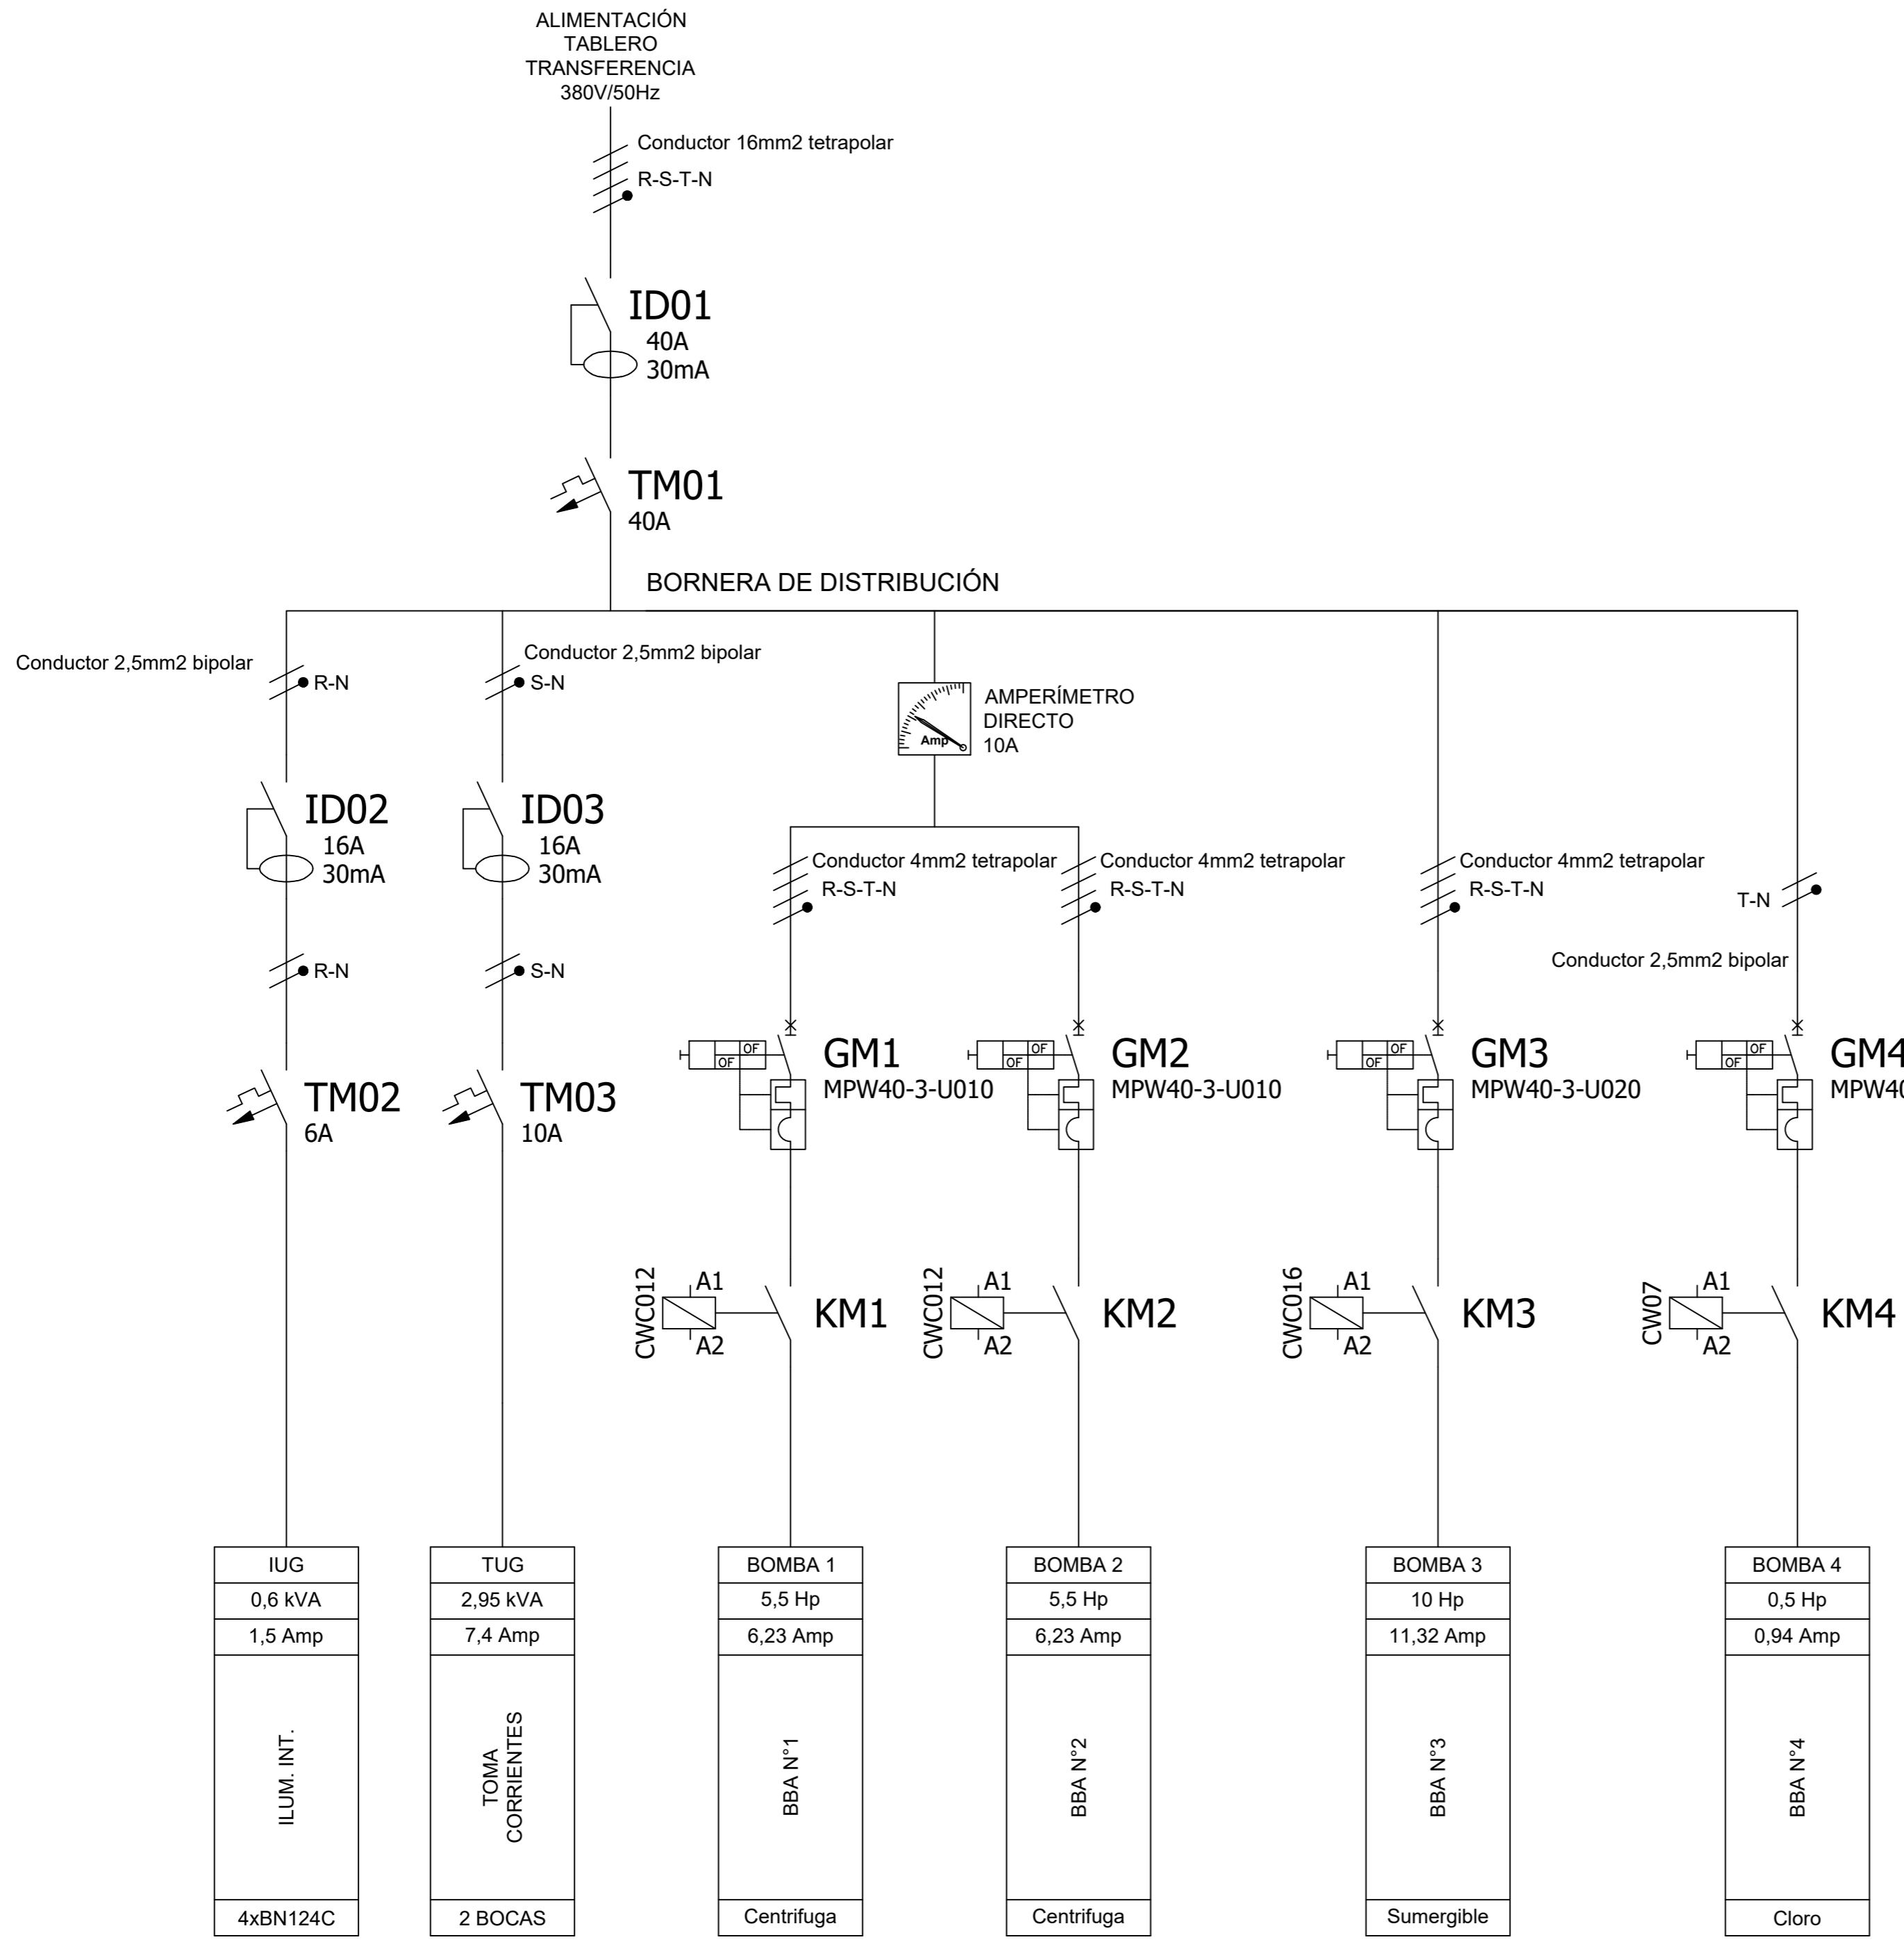 ALIMENTACIÓN
TABLERO
TRANSFERENCIA
380V/50Hz
Conductor 16mm2 tetrapolar
R-S-T-N
ID01
40A
30mA
TM01
40A
BORNERA DE DISTRIBUCIÓN
Conductor 2,5mm2 bipolar
R-N
Conductor 2,5mm2 bipolar
S-N
Amp
AMPERÍMETRO
DIRECTO
10A
ID02
16A
30mA
ID03
16A
30mA
Conductor 4mm2 tetrapolar
R-S-T-N
Conductor 4mm2 tetrapolar
R-S-T-N
Conductor 4mm2 tetrapolar
R-S-T-N
T-N
Conductor 2,5mm2 bipolar
R-N
S-N
TM02
6A
TM03
10A
OF
OF
GM1
MPW40-3-U010
OF
OF
GM2
MPW40-3-U010
OF
OF
GM3
MPW40-3-U020
OF
OF
GM4
MPW40
CWC012
A1
A2
KM1
CWC012
A1
A2
KM2
CWC016
A1
A2
KM3
CW07
A1
A2
KM4
IUG
0,6 kVA
1,5 Amp
ILUM. INT.
4xBN124C
TUG
2,95 kVA
7,4 Amp
TOMA
CORRIENTES
2 BOCAS
BOMBA 1
5,5 Hp
6,23 Amp
BBA N°1
Centrifuga
BOMBA 2
5,5 Hp
6,23 Amp
BBA N°2
Centrifuga
BOMBA 3
10 Hp
11,32 Amp
BBA N°3
Sumergible
BOMBA 4
0,5 Hp
0,94 Amp
BBA N°4
Cloro